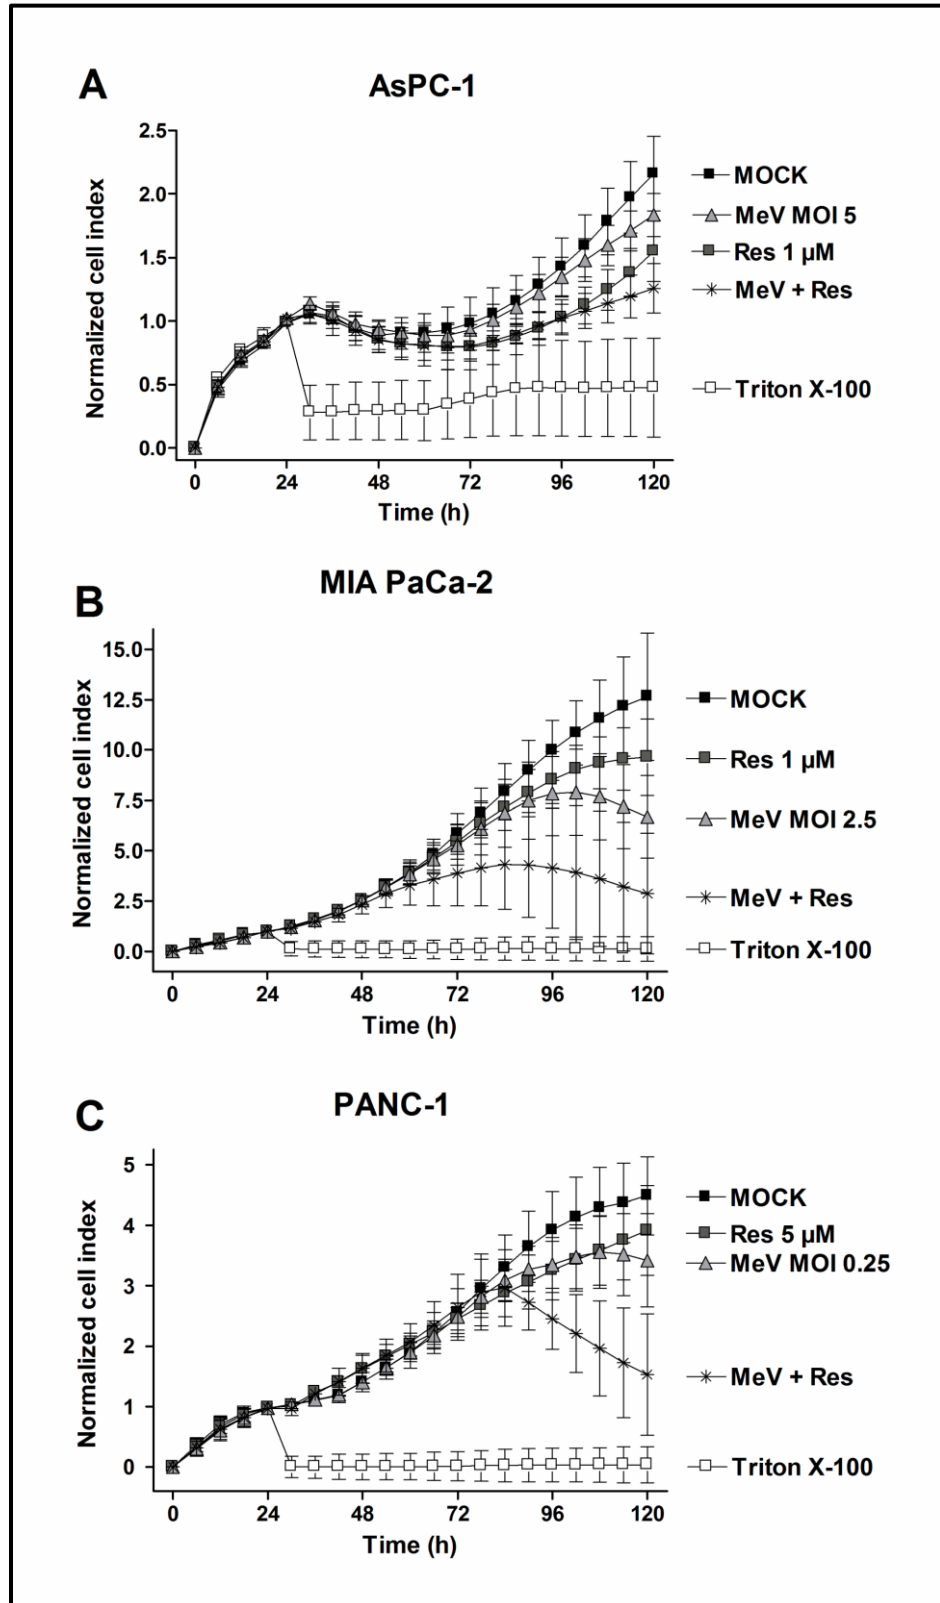 A
AsPC-1
Normalized cell index
2.5
2.0
1.5
1.0
0.5
0.0
0 24 48 72 96 120
Time (h)
MOCK
MeV MOI 5
Res 1 µM
MeV + Res
Triton X-100
B
MIA PaCa-2
Normalized cell index
15.0
12.5
10.0
7.5
5.0
2.5
0.0
0 24 48 72 96 120
Time (h)
MOCK
Res 1 µM
MeV MOI 2.5
MeV + Res
Triton X-100
C
PANC-1
Normalized cell index
5
4
3
2
1
0
0 24 48 72 96 120
Time (h)
MOCK
Res 5 µM
MeV MOI 0.25
MeV + Res
Triton X-100